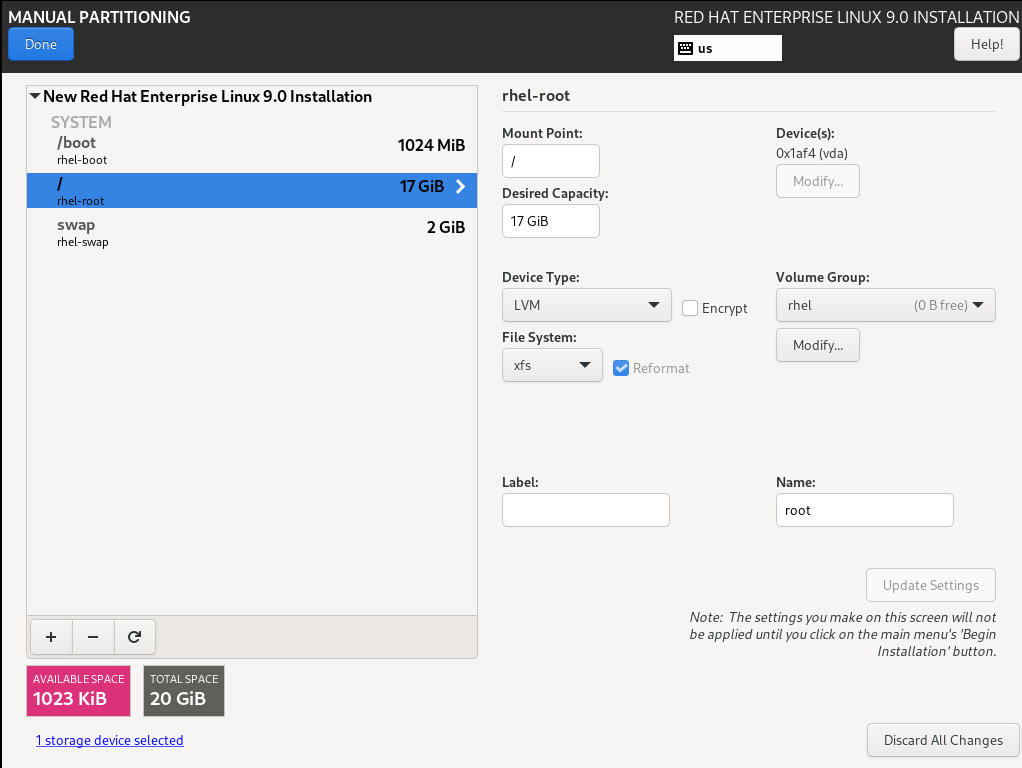 MANUAL PARTITIONING
RED HAT ENTERPRISE LINUX 9.0 INSTALLATION
Done
us
Help!
New Red Hat Enterprise Linux 9.0 Installation
SYSTEM
/boot
1024 MiB
rhel-boot
/
17 GiB
rhel-root
swap
2 GiB
rhel-swap
+
−
AVAILABLE SPACE
1023 KiB
TOTAL SPACE
20 GiB
1 storage device selected
rhel-root
Mount Point:
/
Desired Capacity:
17 GiB
Device(s):
0x1af4 (vda)
Modify...
Device Type:
LVM
Encrypt
File System:
xfs
Reformat
Volume Group:
rhel (0 B free)
Modify...
Label:
Name:
root
Update Settings
Note: The settings you make on this screen will not
be applied until you click on the main menu's 'Begin
Installation' button.
Discard All Changes